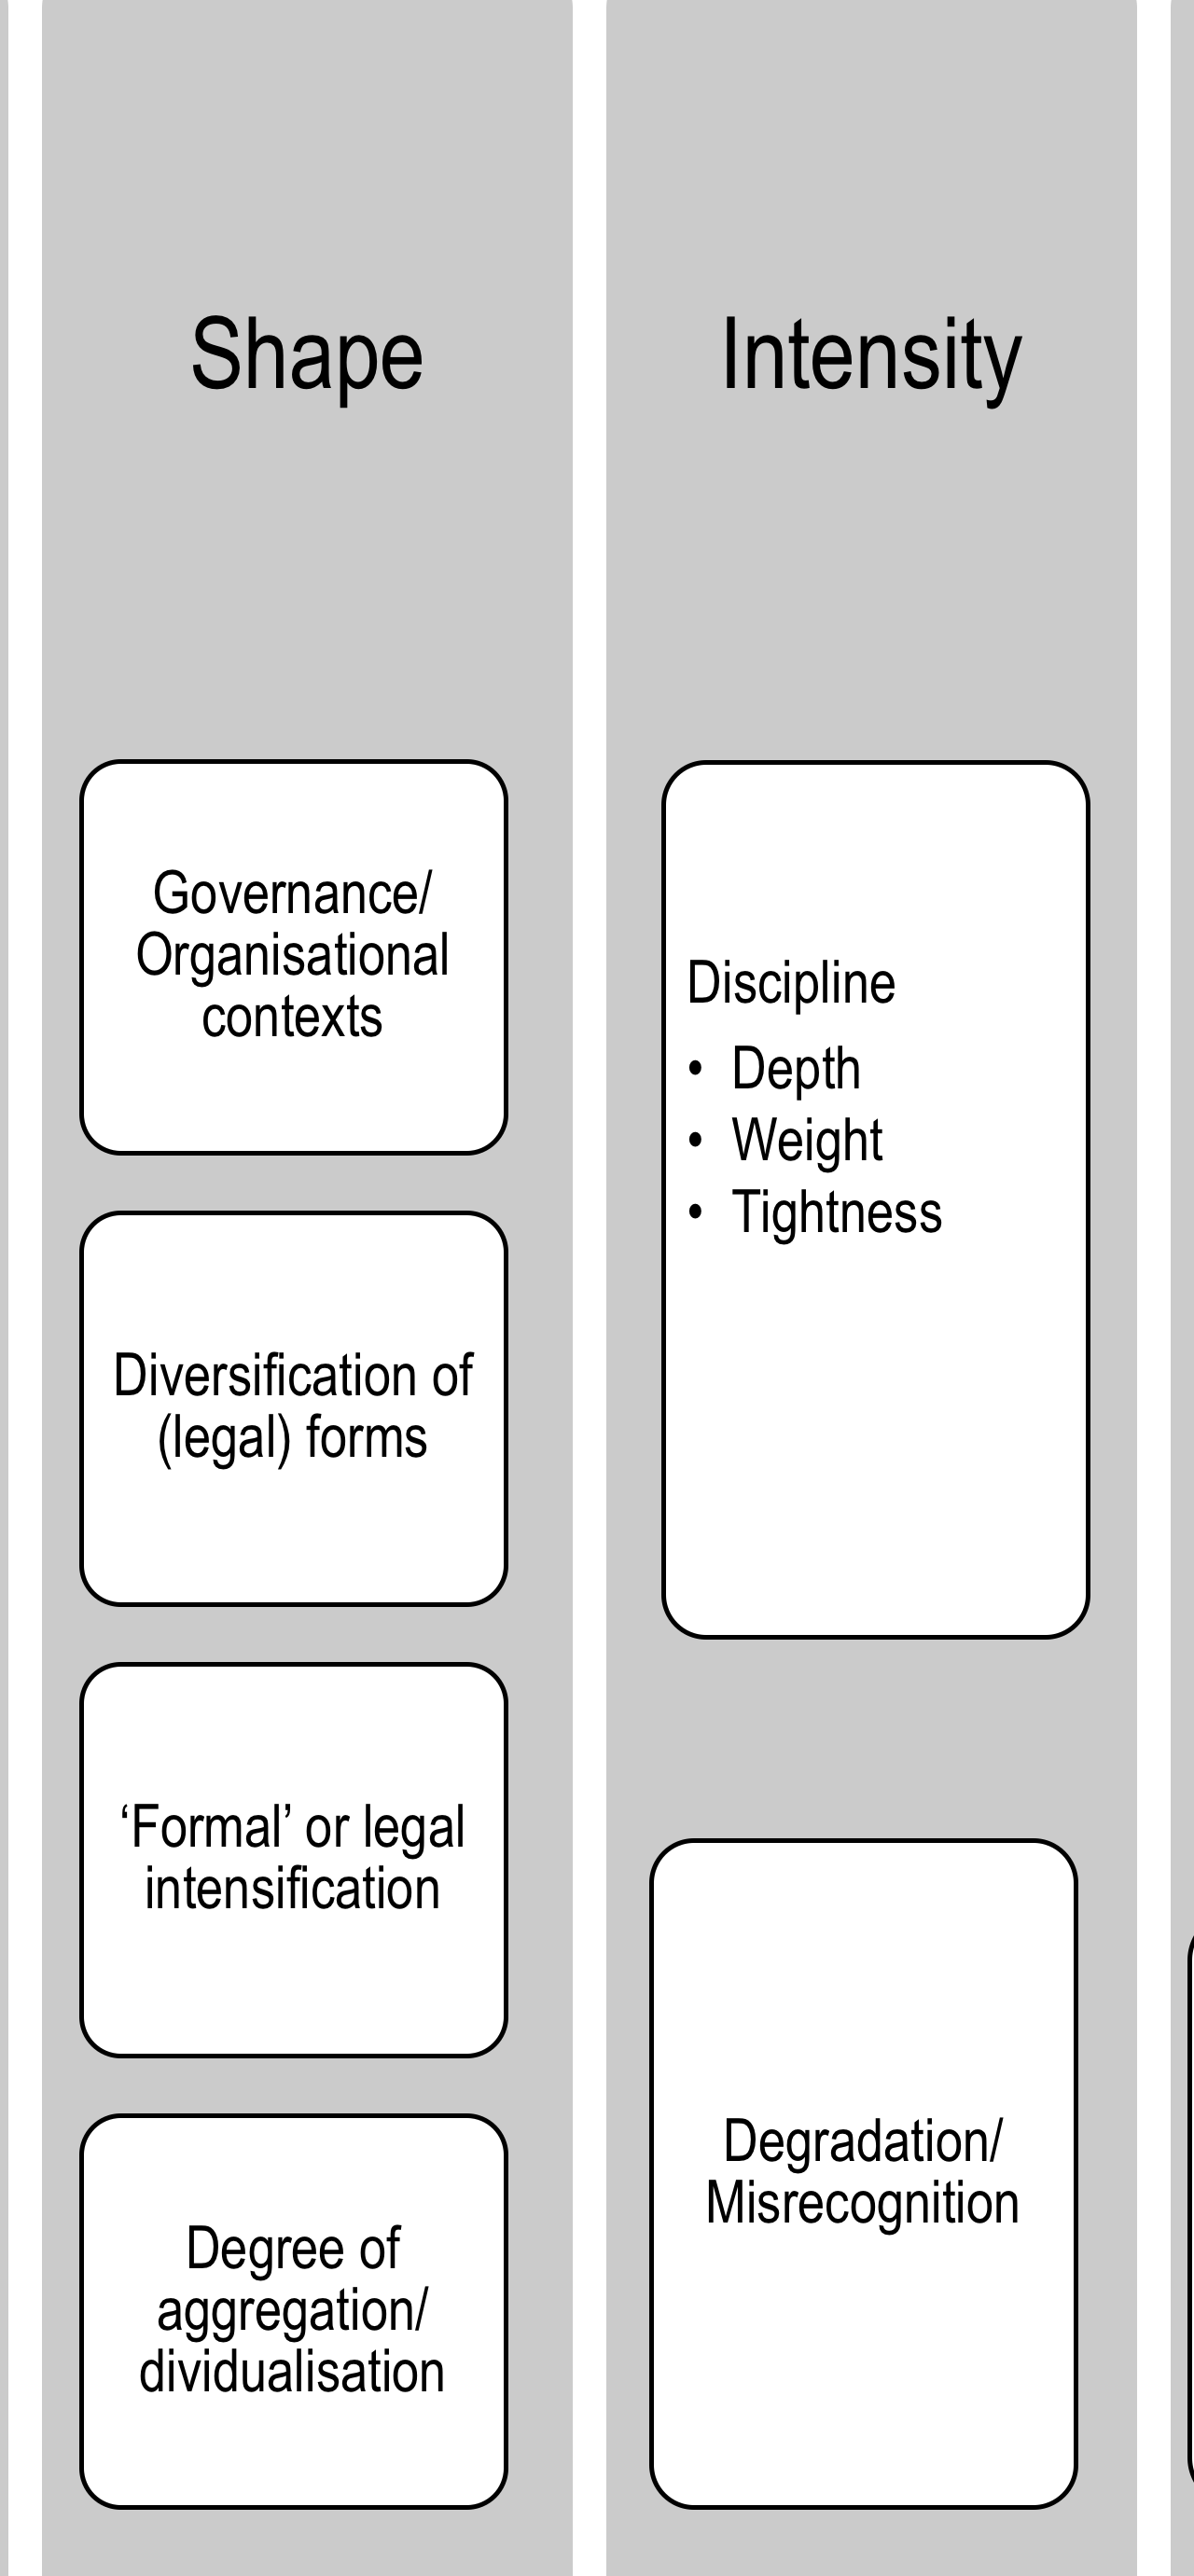 Shape
Governance/
Organisational
contexts
Diversification of
(legal) forms
‘Formal’ or legal
intensification
Degree of
aggregation/
dividualisation
Intensity
Discipline
• Depth
• Weight
• Tightness
Degradation/
Misrecognition